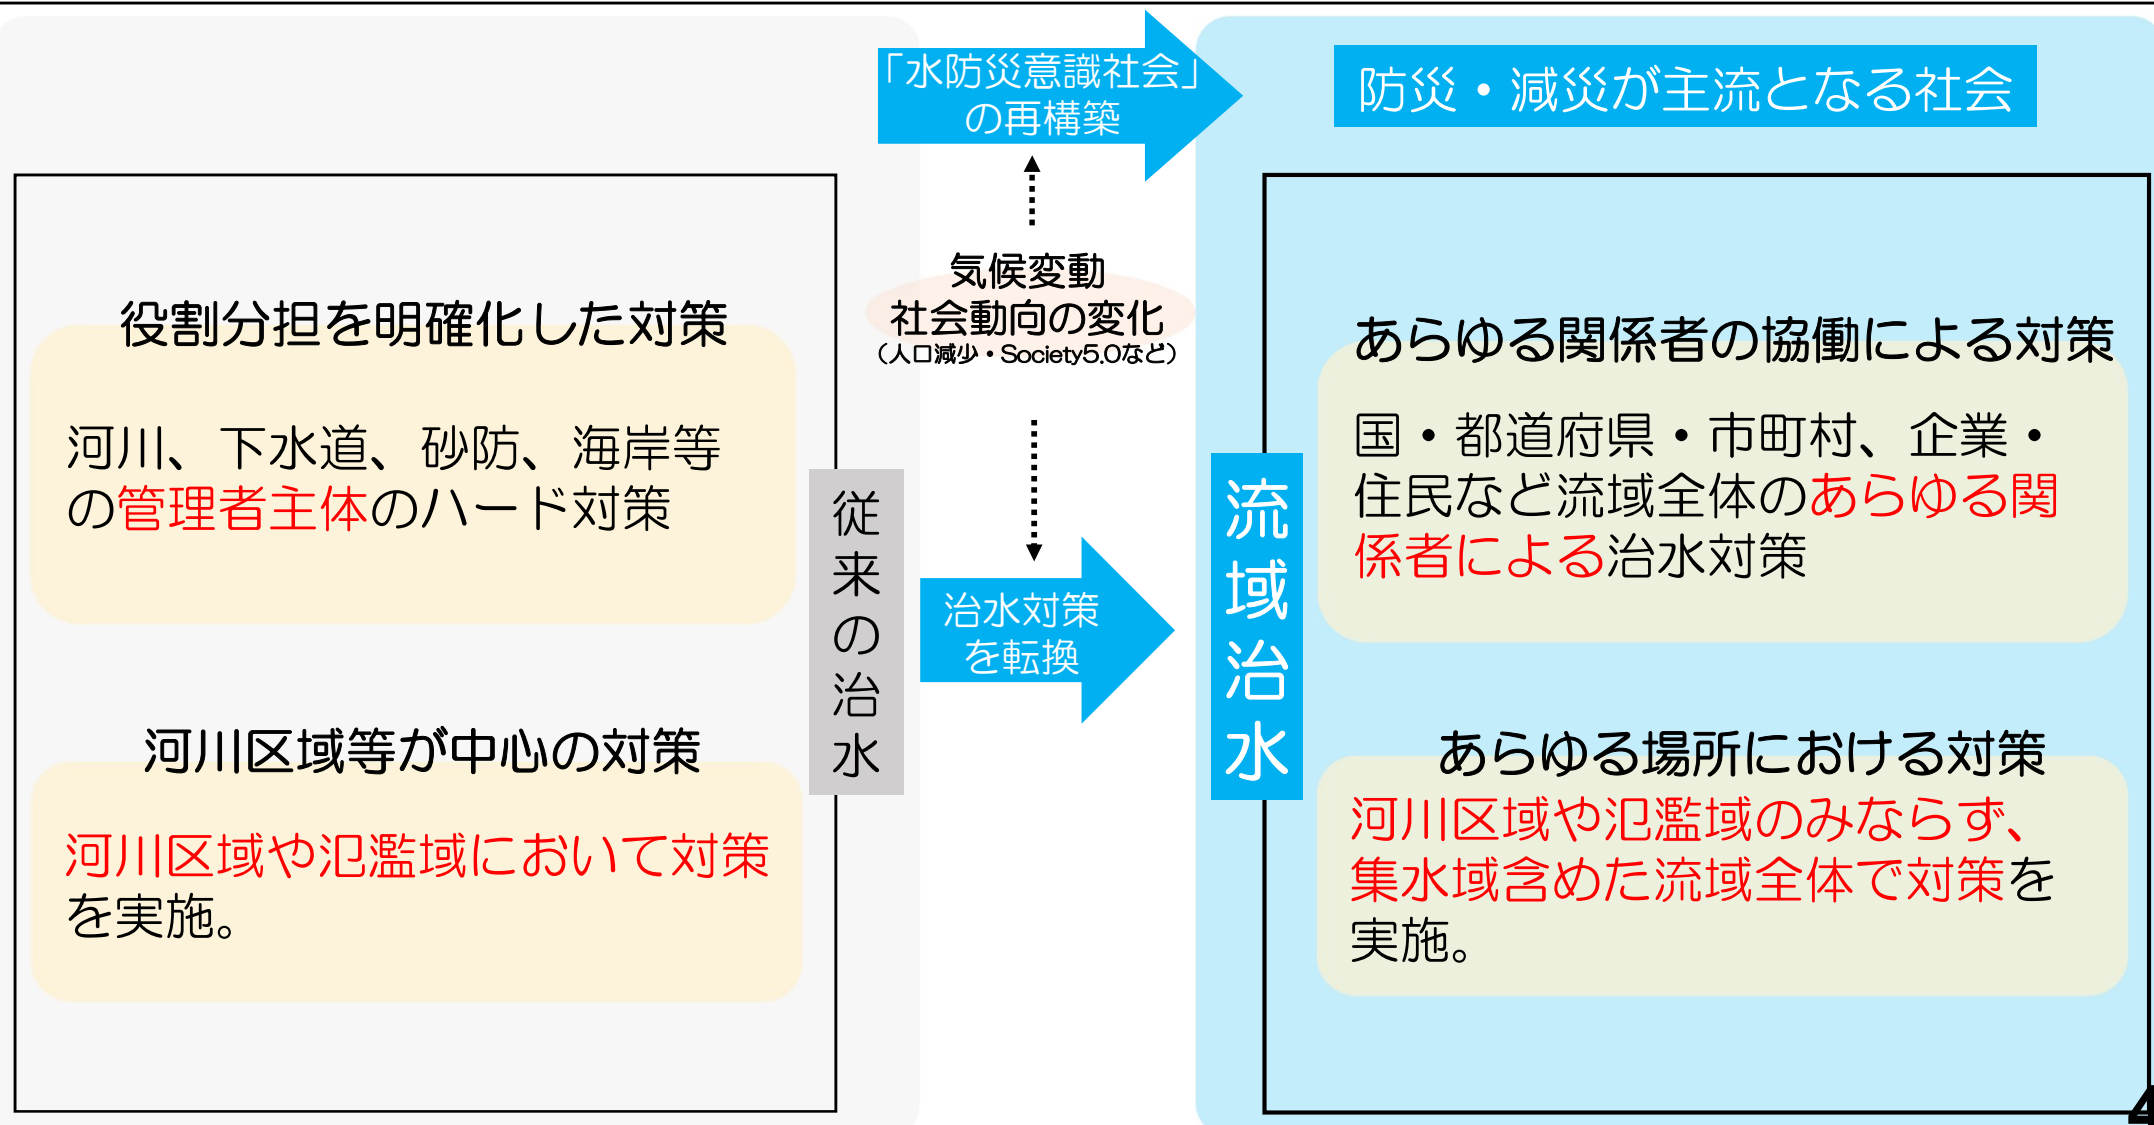 「水防災意識社会」
の再構築
防災・減災が主流となる社会
気候変動
社会動向の変化
（人口減少・Society5.0など）
役割分担を明確化した対策
河川、下水道、砂防、海岸等
の管理者主体のハード対策
河川区域等が中心の対策
河川区域や氾濫域において対策
を実施。
従来の治水
治水対策
を転換
流域治水
あらゆる関係者の協働による対策
国・都道府県・市町村、企業・
住民など流域全体のあらゆる関
係者による治水対策
あらゆる場所における対策
河川区域や氾濫域のみならず、
集水域含めた流域全体で対策を
実施。